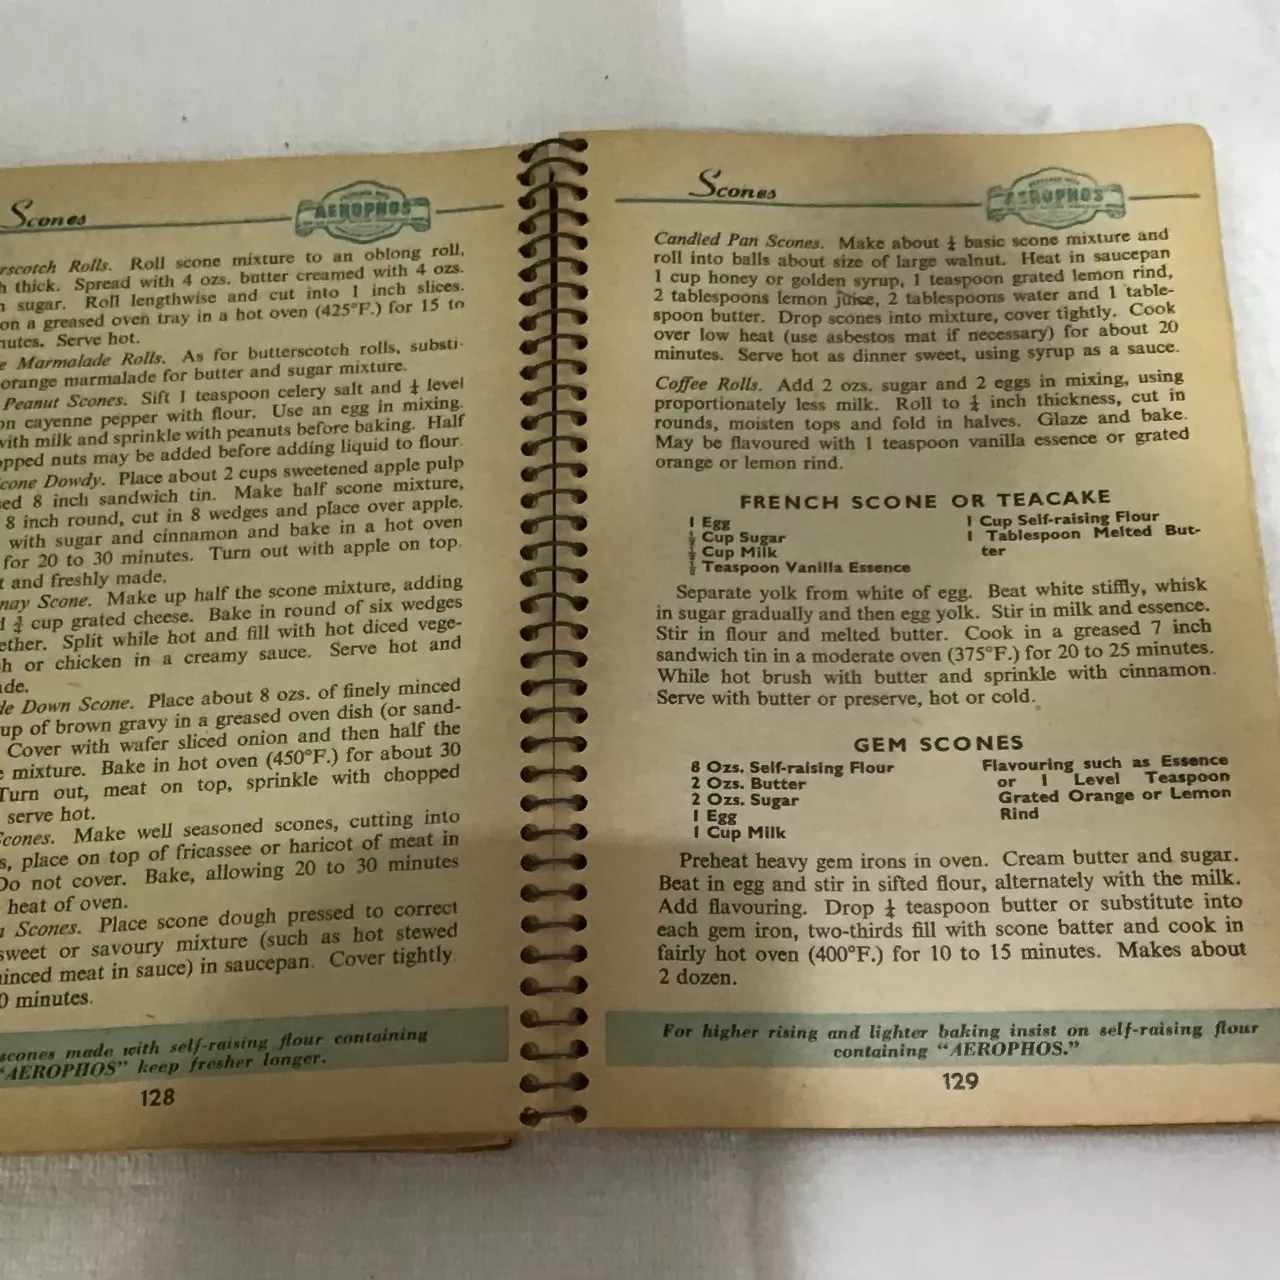 Scones
AEROPHOS
rscotch Rolls. Roll scone mixture to an oblong roll,
h thick. Spread with 4 ozs. butter creamed with 4 ozs.
n sugar. Roll lengthwise and cut into 1 inch slices.
on a greased oven tray in a hot oven (425°F.) for 15 to
nutes. Serve hot.
e Marmalade Rolls. As for butterscotch rolls, substi-
orange marmalade for butter and sugar mixture.
Peanut Scones. Sift 1 teaspoon celery salt and level
on cayenne pepper with flour. Use an egg in mixing.
with milk and sprinkle with peanuts before baking. Half
opped nuts may be added before adding liquid to flour.
cone Dowdy. Place about 2 cups sweetened apple pulp
sed 8 inch sandwich tin. Make half scone mixture,
8 inch round, cut in 8 wedges and place over apple.
with sugar and cinnamon and bake in a hot oven
for 20 to 30 minutes. Turn out with apple on top.
t and freshly made.
nay Scone. Make up half the scone mixture, adding
d ¾ cup grated cheese. Bake in round of six wedges
ether. Split while hot and fill with hot diced vege-
h or chicken in a creamy sauce. Serve hot and
ade.
de Down Scone. Place about 8 ozs. of finely minced
up of brown gravy in a greased oven dish (or sand-
Cover with wafer sliced onion and then half the
e mixture. Bake in hot oven (450°F.) for about 30
Turn out, meat on top, sprinkle with chopped
serve hot.
Scones. Make well seasoned scones, cutting into
s, place on top of fricassee or haricot of meat in
Do not cover. Bake, allowing 20 to 30 minutes
heat of oven.
Scones. Place scone dough pressed to correct
sweet or savoury mixture (such as hot stewed
minced meat in sauce) in saucepan. Cover tightly
0 minutes.
scones made with self-raising flour containing
"AEROPHOS" keep fresher longer.
128
Scones
AEROPHOS
Candied Pan Scones. Make about basic scone mixture and
roll into balls about size of large walnut. Heat in saucepan
1 cup honey or golden syrup, 1 teaspoon grated lemon rind,
2 tablespoons lemon juice, 2 tablespoons water and 1 table-
spoon butter. Drop scones into mixture, cover tightly. Cook
over low heat (use asbestos mat if necessary) for about 20
minutes. Serve hot as dinner sweet, using syrup as a sauce.
Coffee Rolls. Add 2 ozs. sugar and 2 eggs in mixing, using
proportionately less milk. Roll to inch thickness, cut in
rounds, moisten tops and fold in halves. Glaze and bake.
May be flavoured with 1 teaspoon vanilla essence or grated
orange or lemon rind.
FRENCH SCONE OR TEACAKE
1 Egg
Cup Sugar
Cup Milk
Teaspoon Vanilla Essence
1 Cup Self-raising Flour
1 Tablespoon Melted But-
ter
Separate yolk from white of egg. Beat white stiffly, whisk
in sugar gradually and then egg yolk. Stir in milk and essence.
Stir in flour and melted butter. Cook in a greased 7 inch
sandwich tin in a moderate oven (375°F.) for 20 to 25 minutes.
While hot brush with butter and sprinkle with cinnamon.
Serve with butter or preserve, hot or cold.
GEM SCONES
8 Ozs. Self-raising Flour
2 Ozs. Butter
2 Ozs. Sugar
1 Egg
1 Cup Milk
Flavouring such as Essence
or 1 Level Teaspoon
Grated Orange or Lemon
Rind
Preheat heavy gem irons in oven. Cream butter and sugar.
Beat in egg and stir in sifted flour, alternately with the milk.
Add flavouring. Drop teaspoon butter or substitute into
each gem iron, two-thirds fill with scone batter and cook in
fairly hot oven (400°F.) for 10 to 15 minutes. Makes about
2 dozen.
For higher rising and lighter baking insist on self-raising flour
containing "AEROPHOS."
129